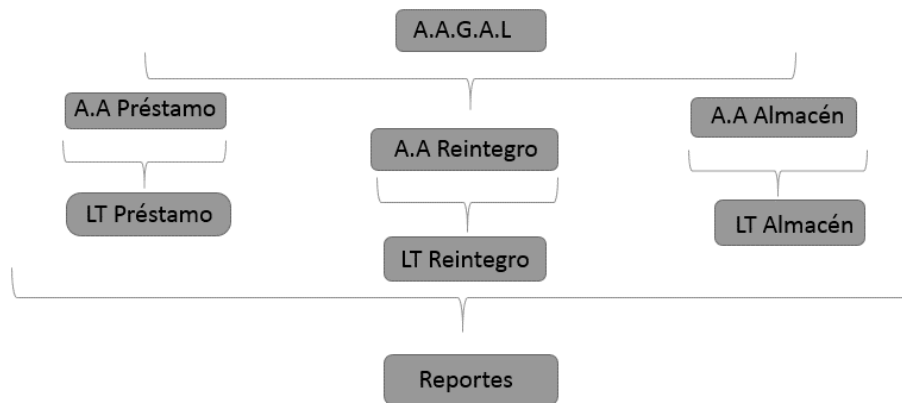 A.A.G.A.L
A.A Préstamo
A.A Reintegro
A.A Almacén
LT Préstamo
LT Reintegro
LT Almacén
Reportes